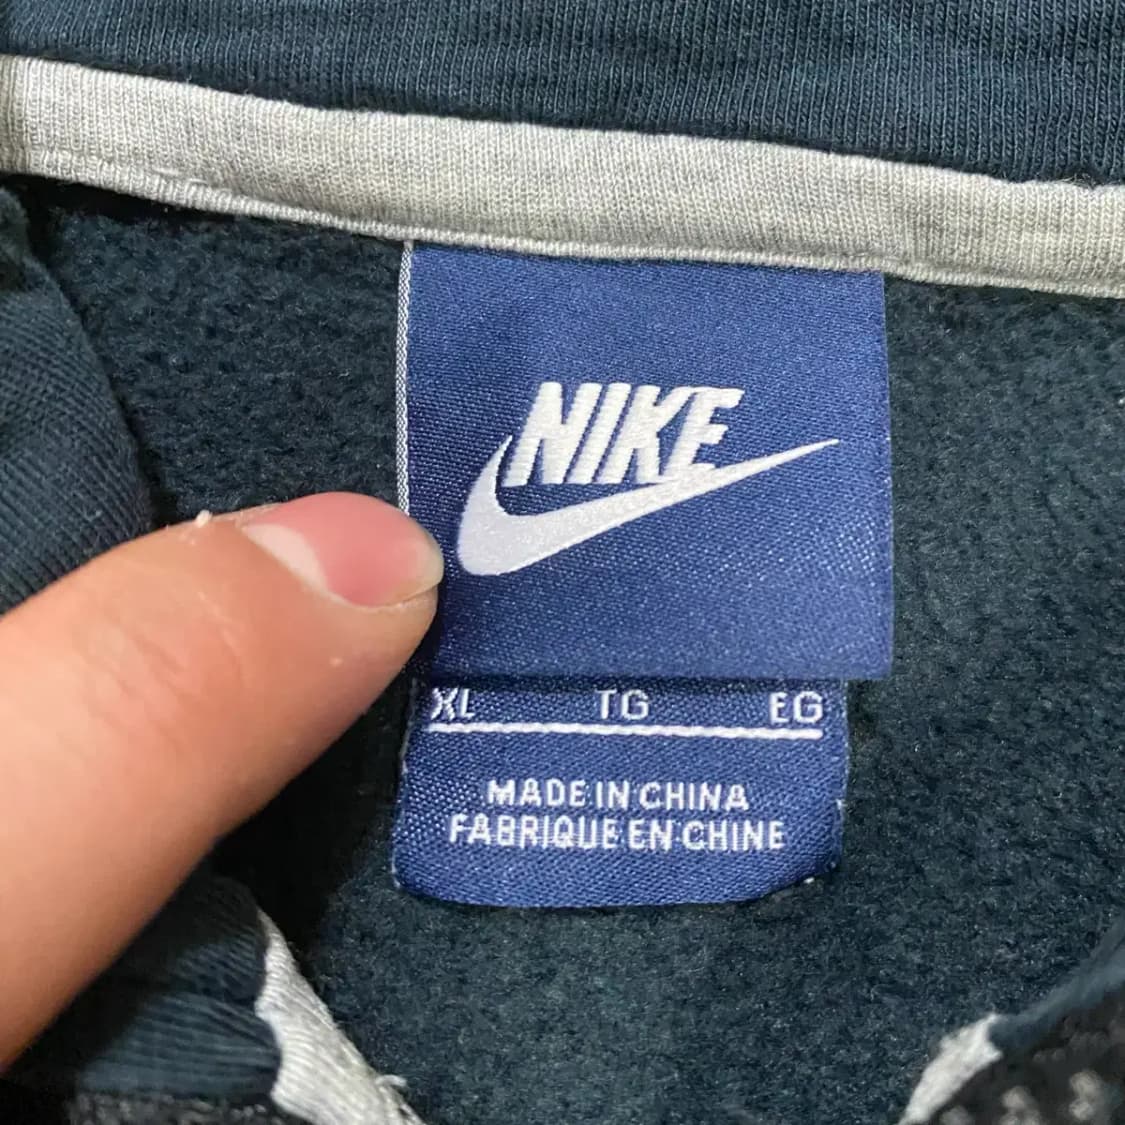 NIKE
XL TG EG
MADE IN CHINA
FABRIQUE EN CHINE